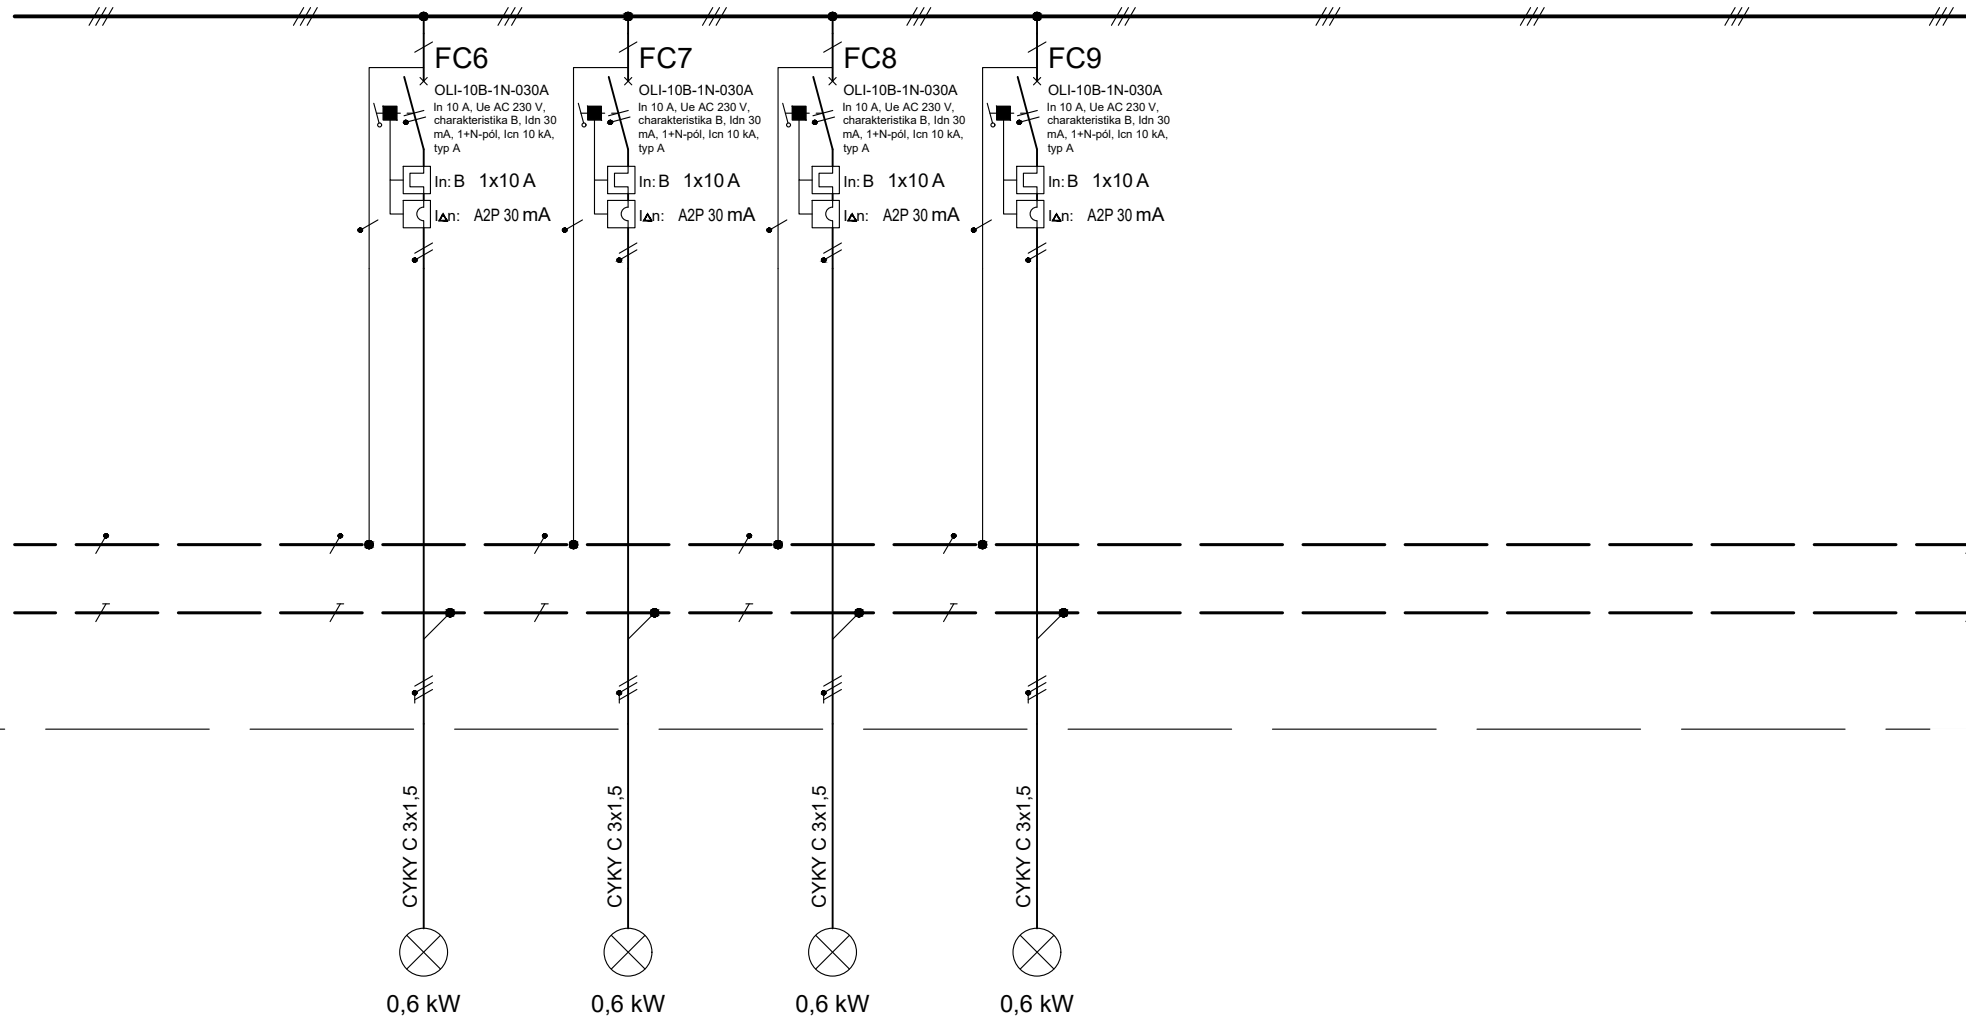 FC6
OLI-10B-1N-030A
In 10 A, Ue AC 230 V,
charakteristika B, Idn 30
mA, 1+N-pól, Icn 10 kA,
typ A
In: B 1x10 A
IΔn: A2P 30 mA
CYKY C 3x1,5
0,6 kW
FC7
OLI-10B-1N-030A
In 10 A, Ue AC 230 V,
charakteristika B, Idn 30
mA, 1+N-pól, Icn 10 kA,
typ A
In: B 1x10 A
IΔn: A2P 30 mA
CYKY C 3x1,5
0,6 kW
FC8
OLI-10B-1N-030A
In 10 A, Ue AC 230 V,
charakteristika B, Idn 30
mA, 1+N-pól, Icn 10 kA,
typ A
In: B 1x10 A
IΔn: A2P 30 mA
CYKY C 3x1,5
0,6 kW
FC9
OLI-10B-1N-030A
In 10 A, Ue AC 230 V,
charakteristika B, Idn 30
mA, 1+N-pól, Icn 10 kA,
typ A
In: B 1x10 A
IΔn: A2P 30 mA
CYKY C 3x1,5
0,6 kW